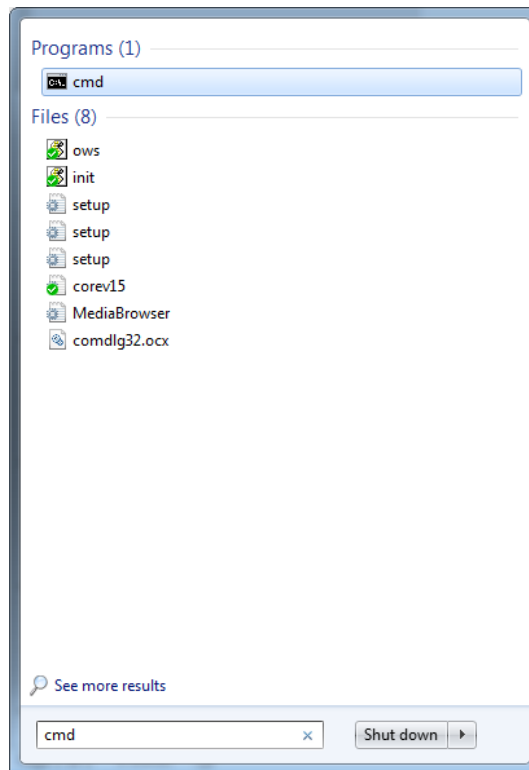 Programs (1)
cmd
Files (8)
ows
init
setup
setup
setup
corev15
MediaBrowser
comdlg32.ocx
See more results
cmd
Shut down